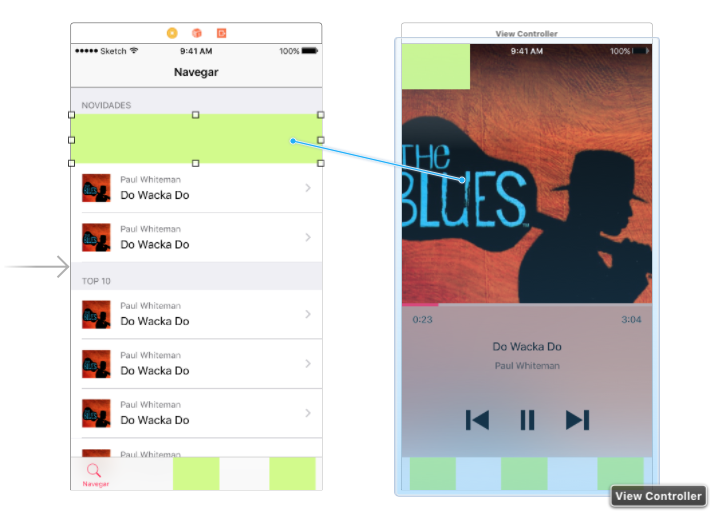 ●●●●● Sketch 9:41 AM 100%
Navegar
NOVIDADES
Paul Whiteman
Do Wacka Do
Paul Whiteman
Do Wacka Do
TOP 10
Paul Whiteman
Do Wacka Do
Paul Whiteman
Do Wacka Do
Paul Whiteman
Do Wacka Do
Paul Whiteman
Navegar
View Controller
9:41 AM 100%
THE
BLUES
0:23 3:04
Do Wacka Do
Paul Whiteman
View Controller